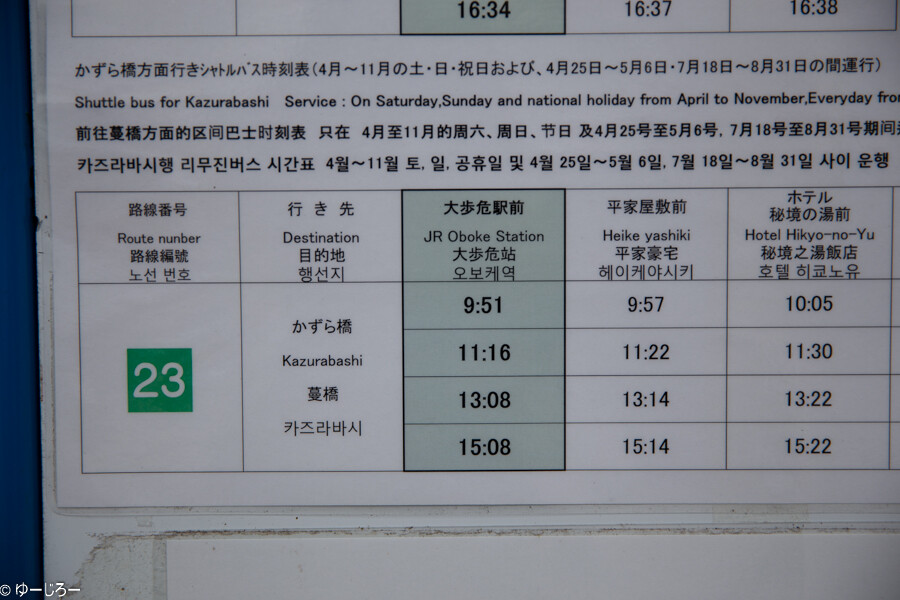 16:34 16:37 16:38
かずら橋方面行きｼｬﾄﾙﾊﾞｽ時刻表（4月～11月の土・日・祝日および、4月25日～5月6日・7月18日～8月31日の間運行）
Shuttle bus for Kazurabashi Service : On Saturday,Sunday and national holiday from April to November,Everyday
前往蔓橋方面的区间巴士时刻表 只在 4月至11月的周六、周日、节日 及4月25号至5月6号, 7月18号至8月31号期间
카즈라바시행 리무진버스 시간표 4월～11월 토, 일, 공휴일 및 4월 25일～5월 6일, 7월 18일～8월 31일 사이 운행
路線番号
Route nunber
路線編號
노선 번호
行き先
Destination
目的地
행선지
大歩危駅前
JR Oboke Station
大歩危站
오보케역
平家屋敷前
Heike yashiki
平家豪宅
헤이케야시키
ホテル
秘境の湯前
Hotel Hikyo-no-Yu
秘境之湯飯店
호텔 히쿄노유
23
かずら橋
Kazurabashi
蔓橋
카즈라바시
9:51 9:57 10:05
11:16 11:22 11:30
13:08 13:14 13:22
15:08 15:14 15:22
© ゆーじろー